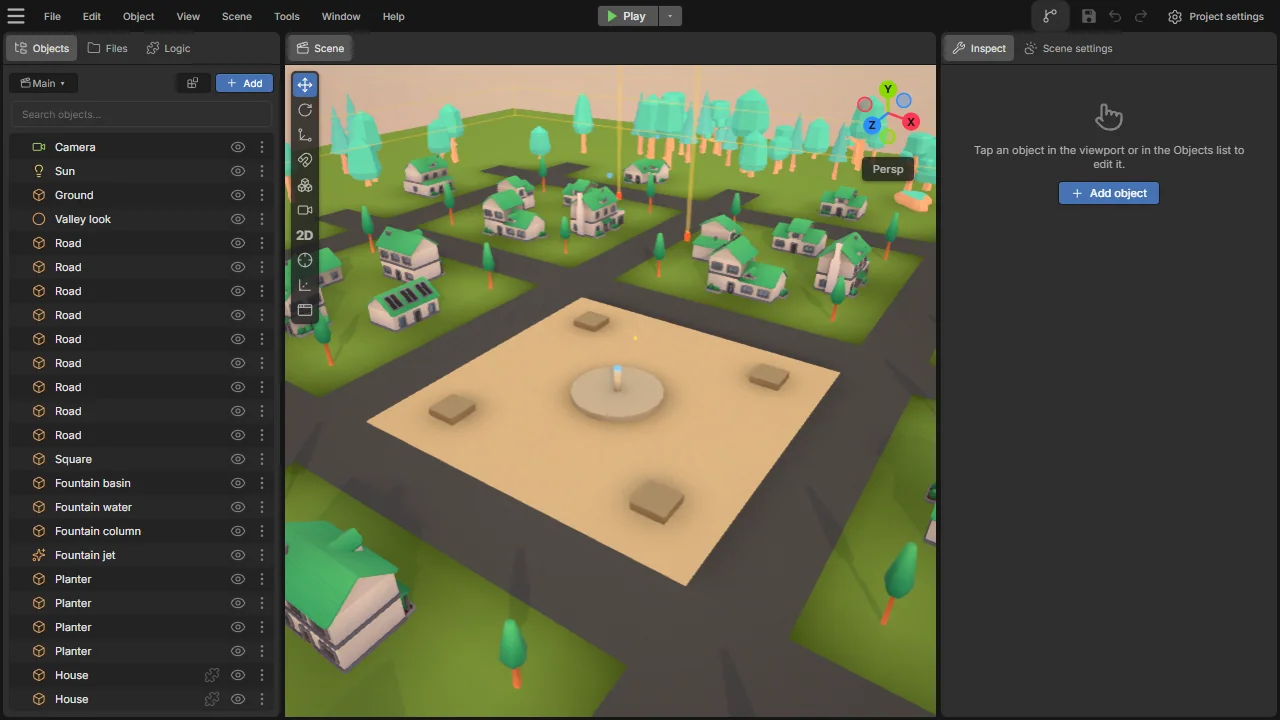 File Edit Object View Scene Tools Window Help
Play
Project settings
Objects Files Logic
Scene
Inspect Scene settings
Main
Add
Search objects...
Camera
Sun
Ground
Valley look
Road
Road
Road
Road
Road
Road
Road
Road
Road
Square
Fountain basin
Fountain water
Fountain column
Fountain jet
Planter
Planter
Planter
Planter
House
House
2D
Y
X
Z
Persp
Tap an object in the viewport or in the Objects list to
edit it.
Add object